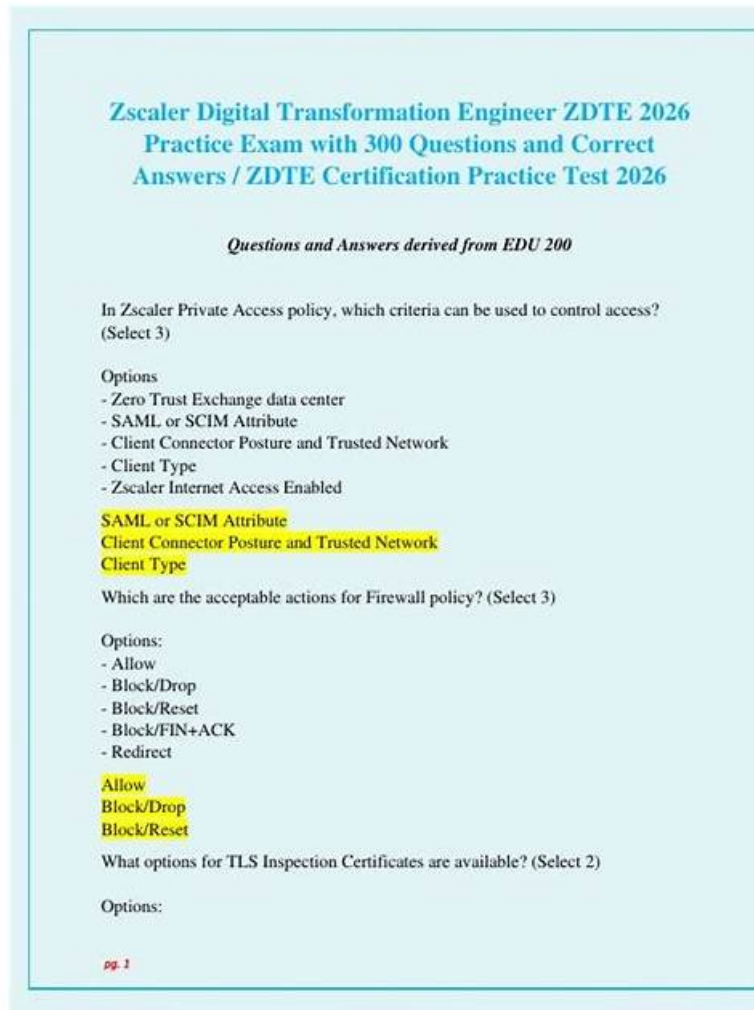 Zscaler Digital Transformation Engineer ZDTE 2026
Practice Exam with 300 Questions and Correct
Answers / ZDTE Certification Practice Test 2026
Questions and Answers derived from EDU 200
In Zscaler Private Access policy, which criteria can be used to control access?
(Select 3)
Options
- Zero Trust Exchange data center
- SAML or SCIM Attribute
- Client Connector Posture and Trusted Network
- Client Type
- Zscaler Internet Access Enabled
SAML or SCIM Attribute
Client Connector Posture and Trusted Network
Client Type
Which are the acceptable actions for Firewall policy? (Select 3)
Options:
- Allow
- Block/Drop
- Block/Reset
- Block/FIN+ACK
- Redirect
Allow
Block/Drop
Block/Reset
What options for TLS Inspection Certificates are available? (Select 2)
Options:
pg. 1